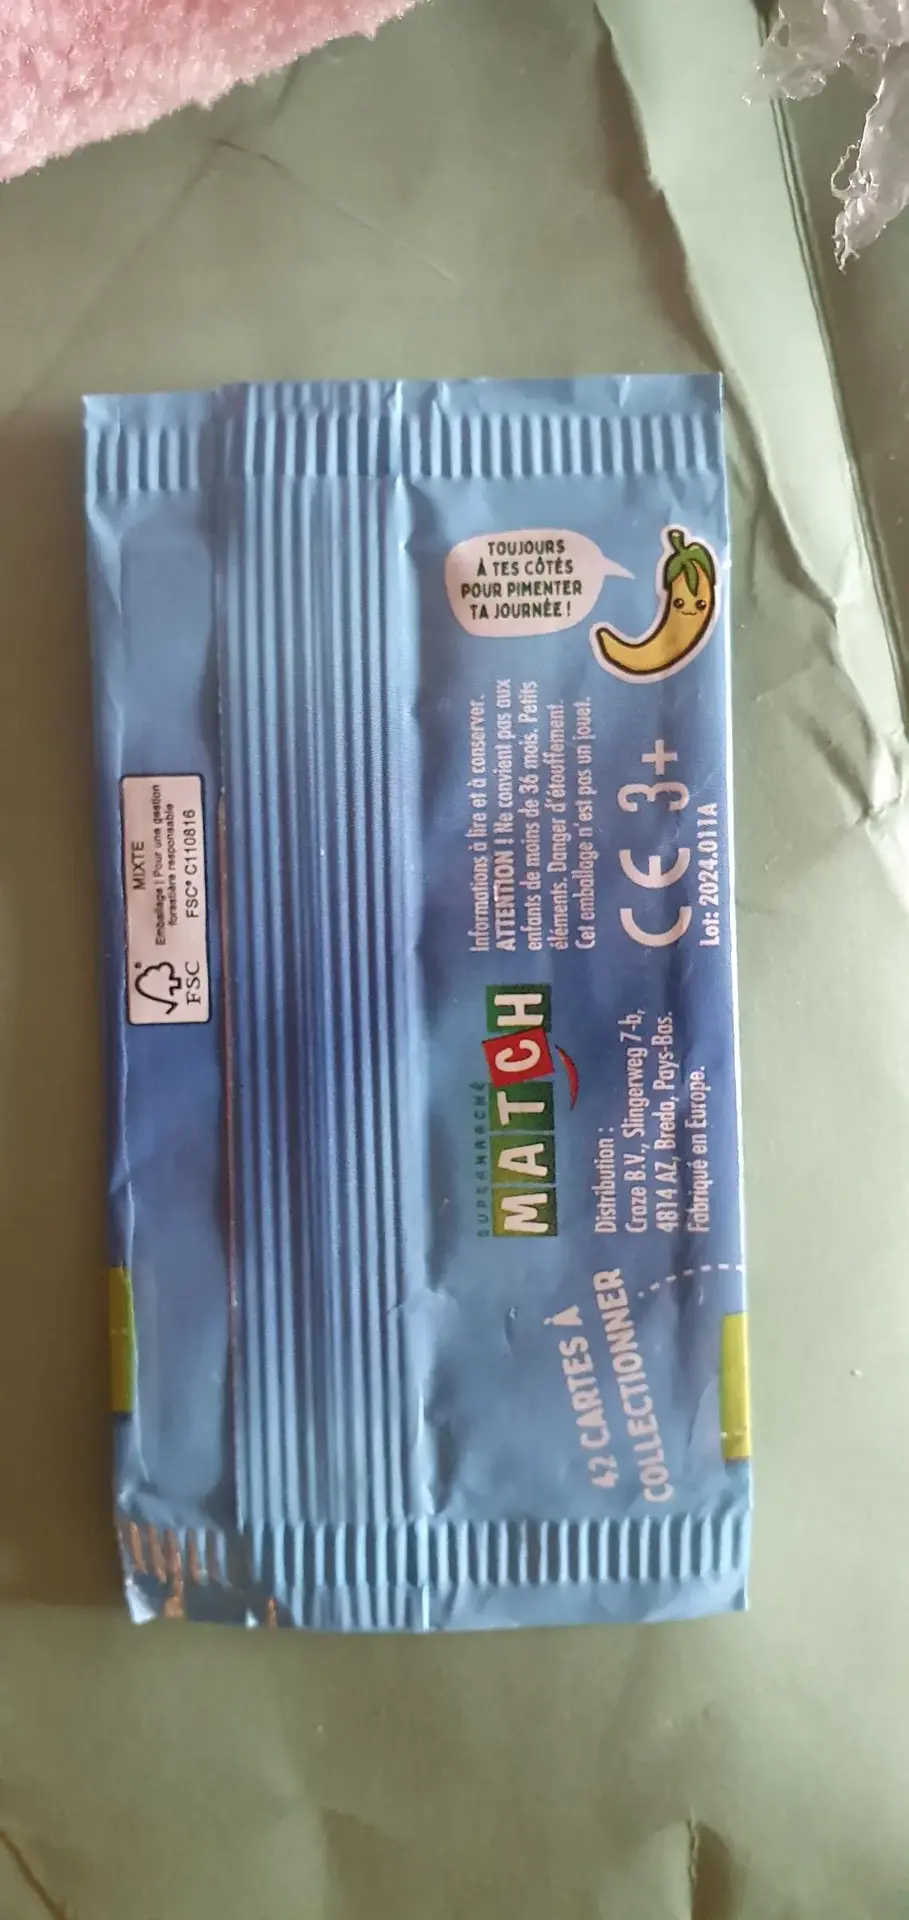 MIXTE
Emballage | Pour une gestion
forestière responsable
FSC® C110816
FSC
TOUJOURS
À TES CÔTÉS
POUR PIMENTER
TA JOURNÉE !
Informations à lire et à conserver.
ATTENTION ! Ne convient pas aux
enfants de moins de 36 mois. Petits
éléments. Danger d'étouffement.
Cet emballage n'est pas un jouet.
CE 3+
Lot: 2024.011A
SUPERMARCHÉ
MATCH
Distribution :
Craze B.V., Slingerweg 7-b,
4814 AZ, Breda, Pays-Bas.
Fabriqué en Europe.
42 CARTES À
COLLECTIONNER